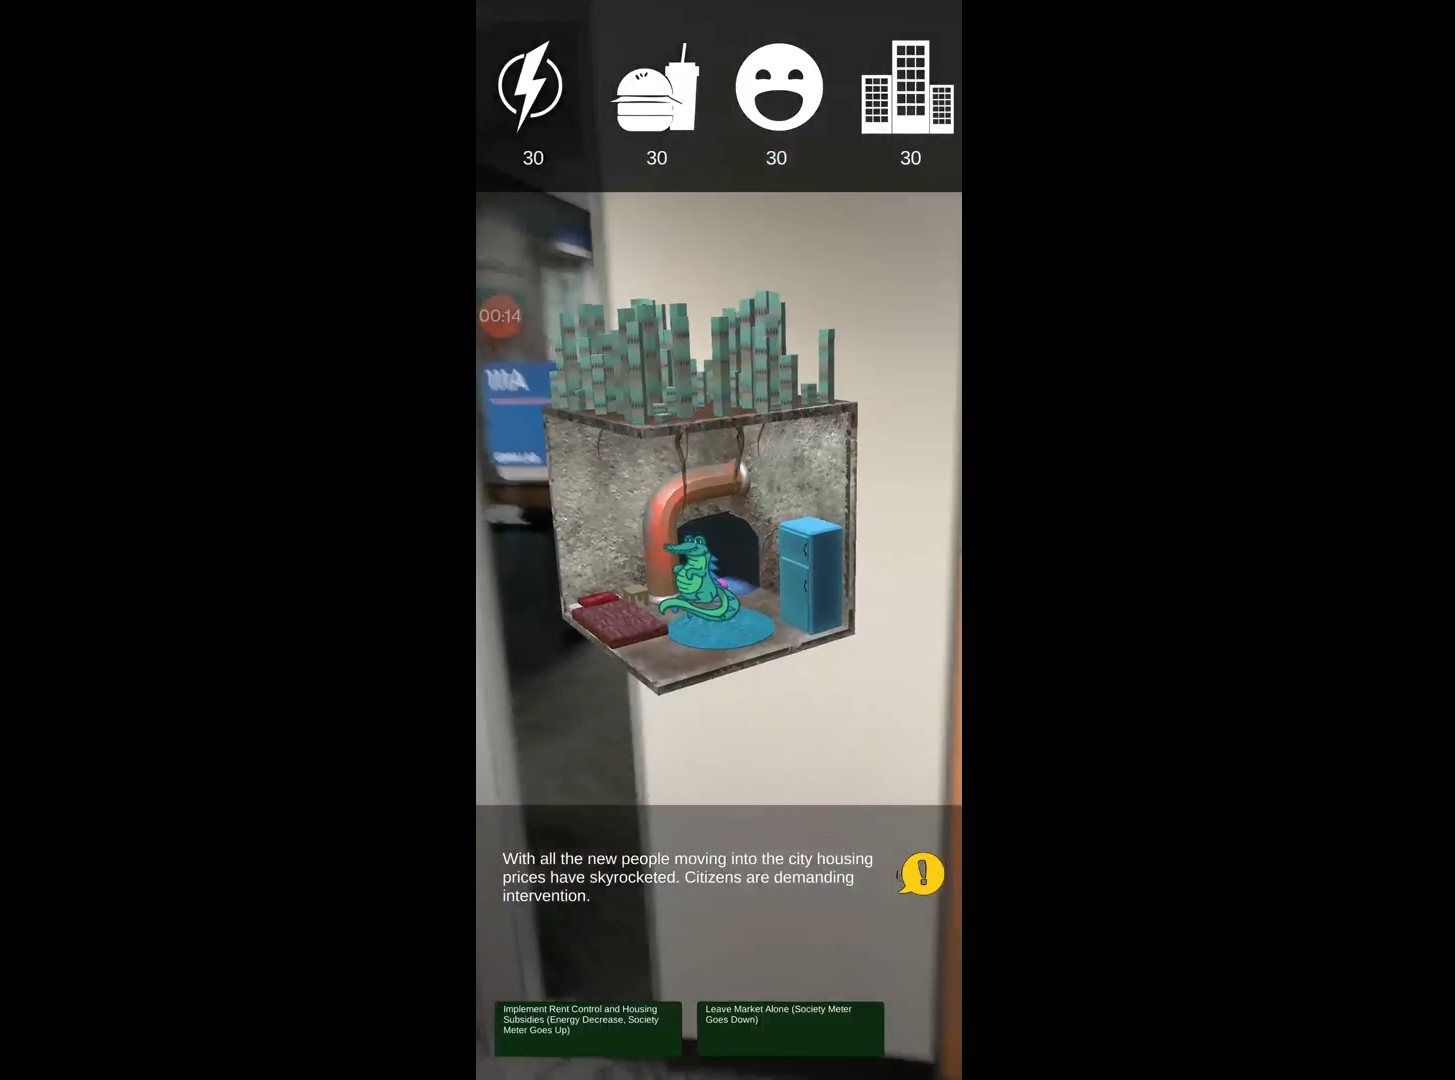 30 30 30 30
00:14
With all the new people moving into the city housing
prices have skyrocketed. Citizens are demanding
intervention.
Implement Rent Control and Housing
Subsidies (Energy Decrease, Society
Meter Goes Up)
Leave Market Alone (Society Meter
Goes Down)